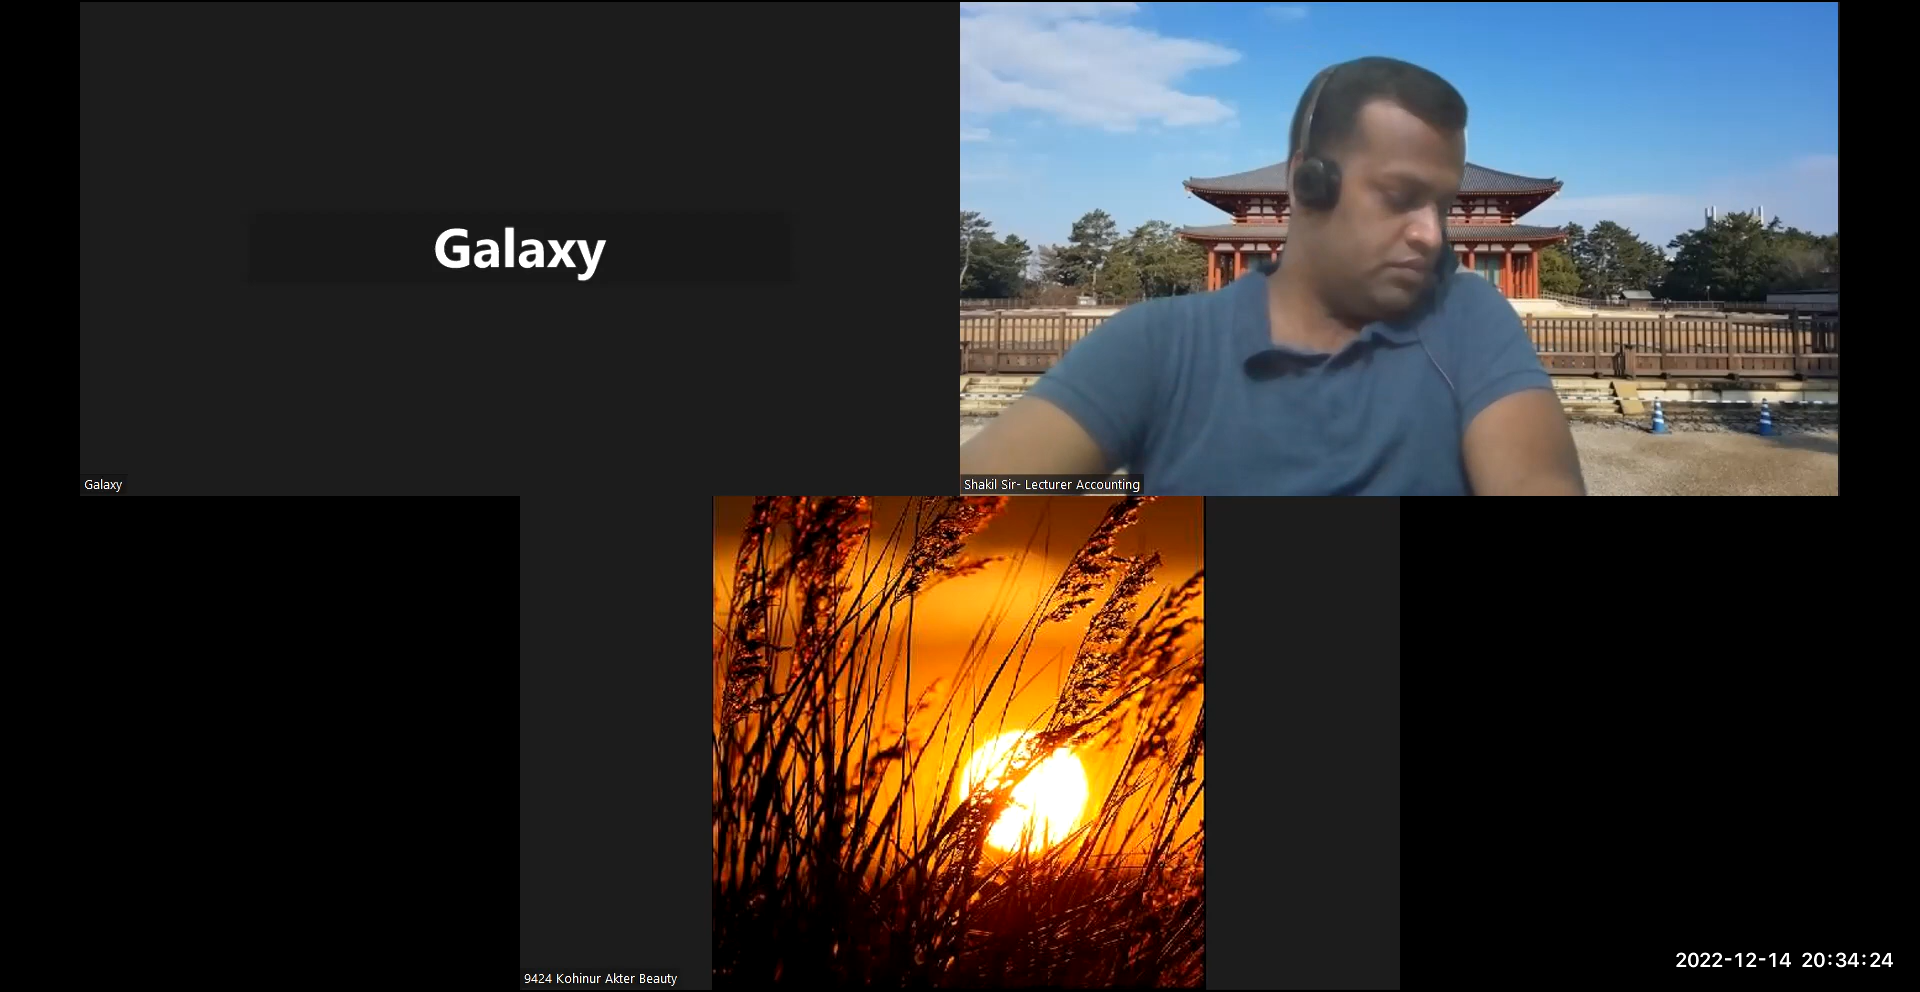 Galaxy
Galaxy
Shakil Sir- Lecturer Accounting
9424 Kohinur Akter Beauty
2022-12-14 20:34:24